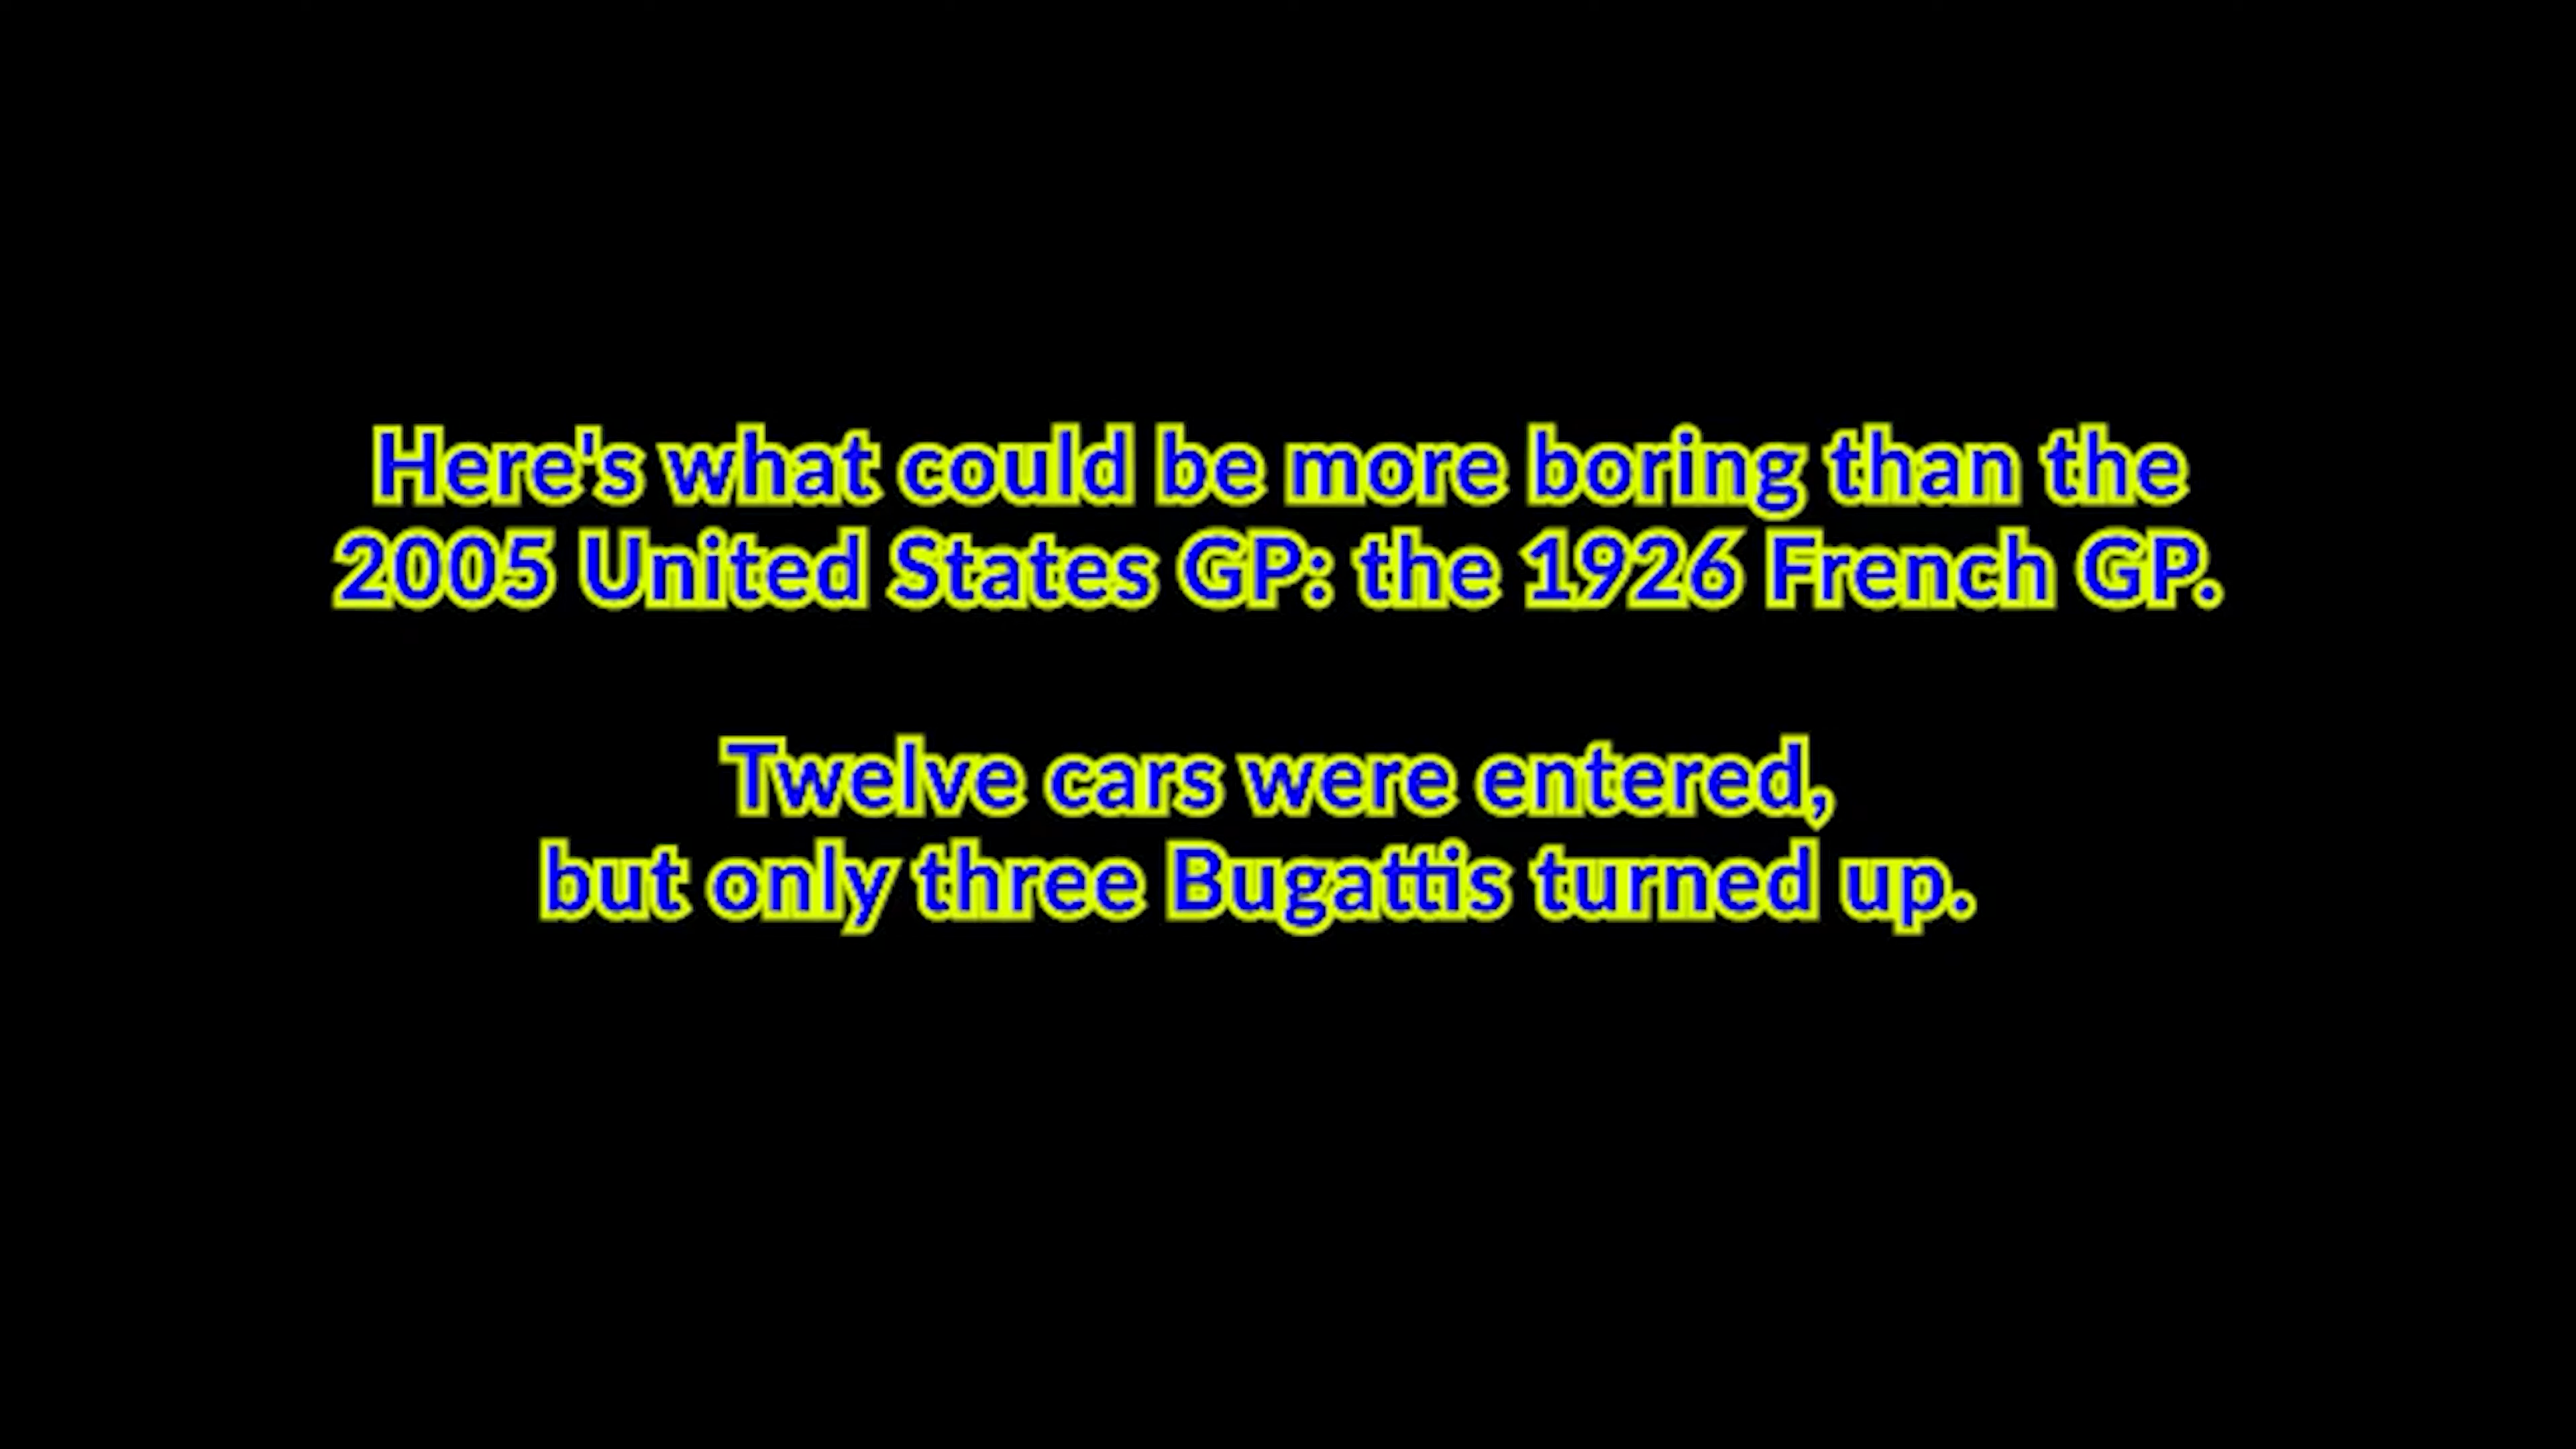 Here's what could be more boring than the
2005 United States GP: the 1926 French GP.
Twelve cars were entered,
but only three Bugattis turned up.